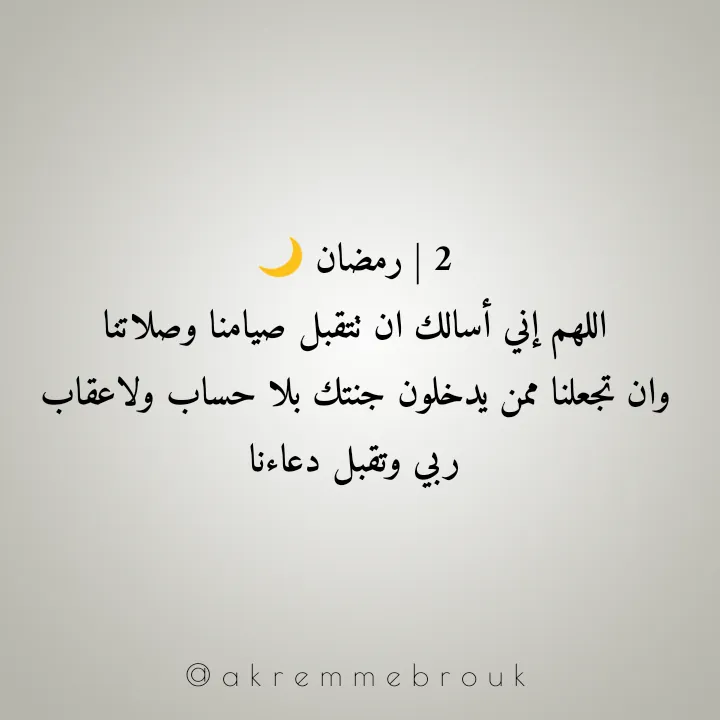 2 | رمضان 🌙
اللهم إني أسالك ان نتقبل صيامنا وصلاتنا
وان تجعلنا ممن يدخلون جنتك بلا حساب ولاعقاب
ربي وتقبل دعاءنا
@akremmebrouk